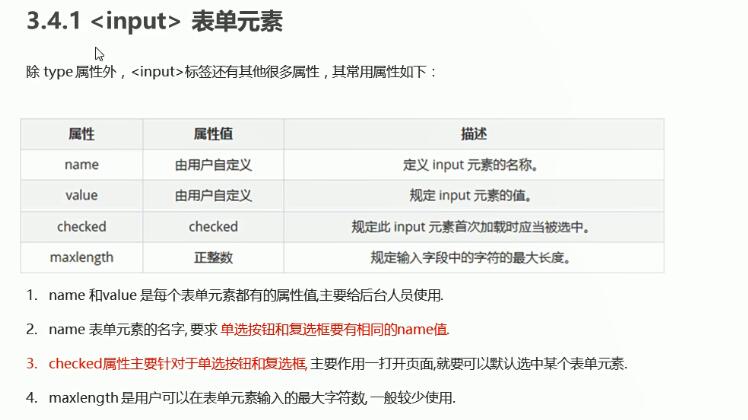 3.4.1 <input> 表单元素
除 type 属性外，<input>标签还有其他很多属性，其常用属性如下：
属性 属性值 描述
name 由用户自定义 定义 input 元素的名称。
value 由用户自定义 规定 input 元素的值。
checked checked 规定此 input 元素首次加载时应当被选中。
maxlength 正整数 规定输入字段中的字符的最大长度。
1. name 和value 是每个表单元素都有的属性值,主要给后台人员使用.
2. name 表单元素的名字, 要求 单选按钮和复选框要有相同的name值.
3. checked属性主要针对于单选按钮和复选框, 主要作用一打开页面,就要可以默认选中某个表单元素.
4. maxlength 是用户可以在表单元素输入的最大字符数, 一般较少使用.